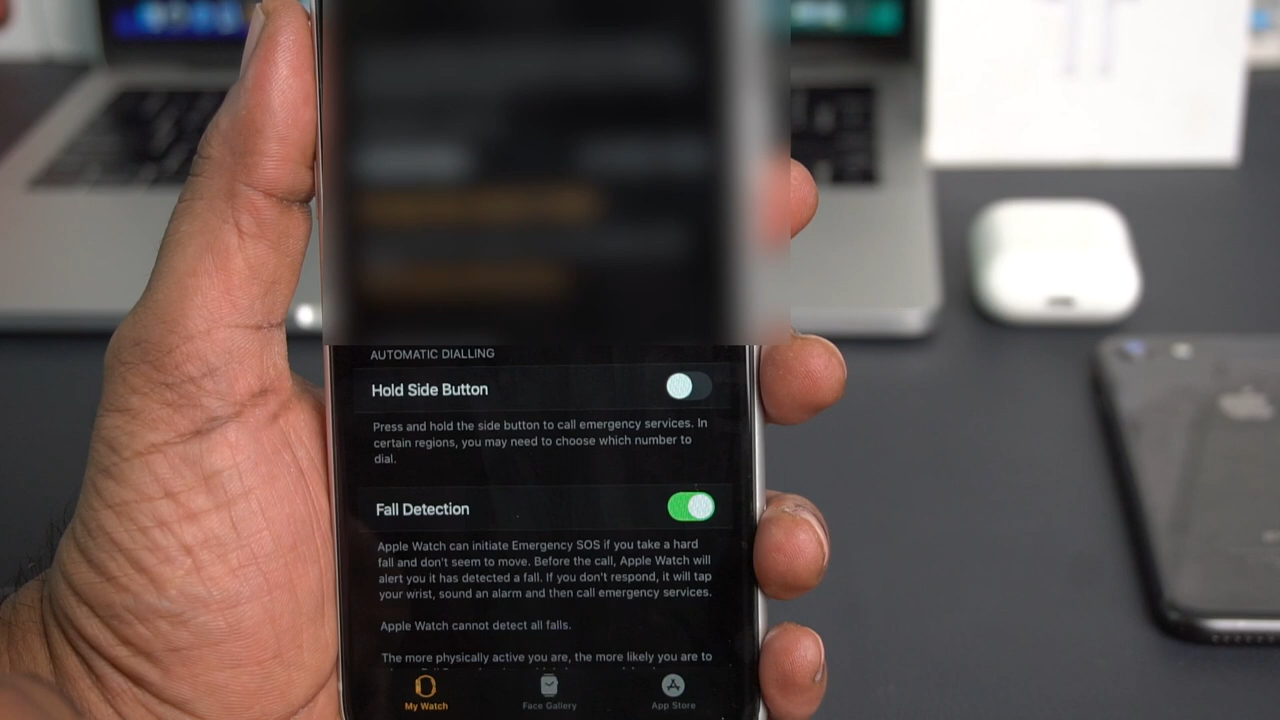 AUTOMATIC DIALLING
Hold Side Button
Press and hold the side button to call emergency services. In
certain regions, you may need to choose which number to
dial.
Fall Detection
Apple Watch can initiate Emergency SOS if you take a hard
fall and don't seem to move. Before the call, Apple Watch will
alert you it has detected a fall. If you don't respond, it will tap
your wrist, sound an alarm and then call emergency services.
Apple Watch cannot detect all falls.
The more physically active you are, the more likely you are to
My Watch
Face Gallery
App Store